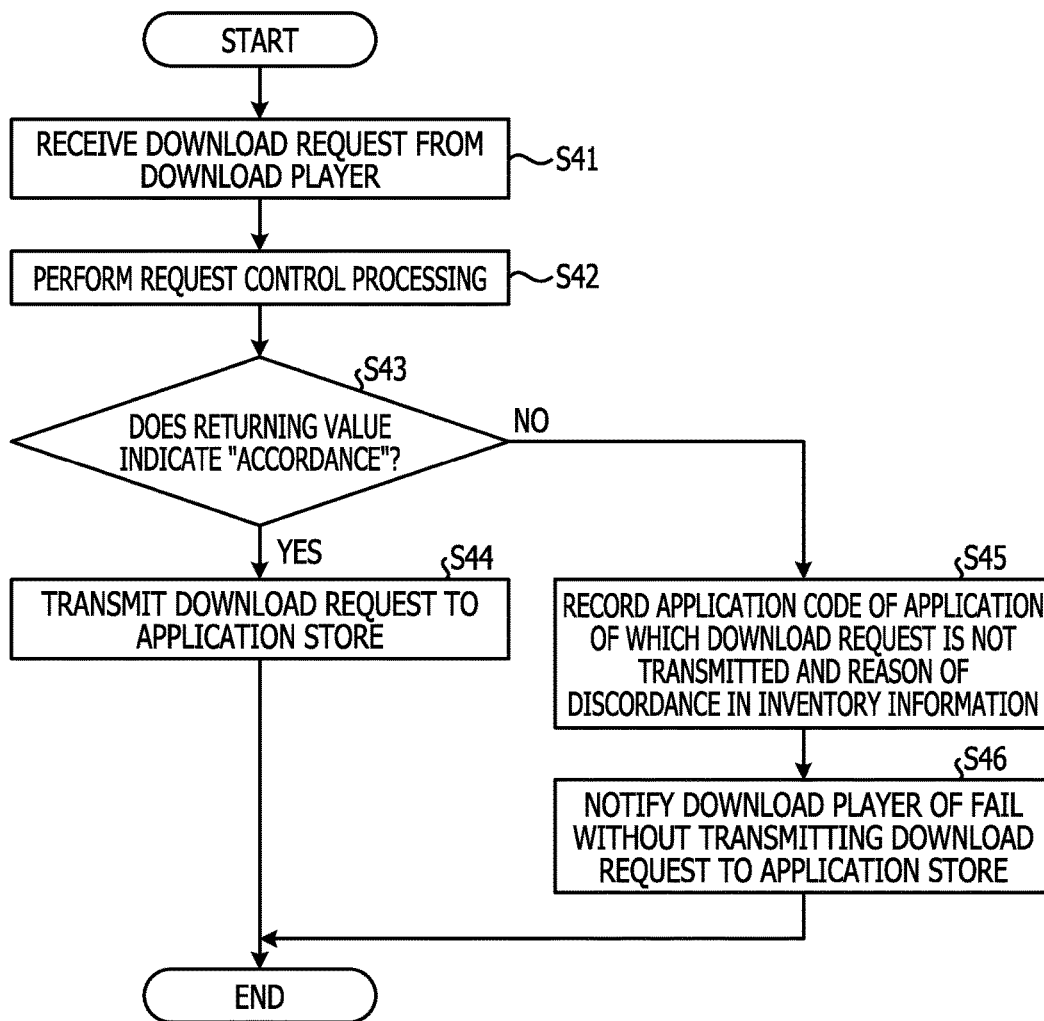 START
RECEIVE DOWNLOAD REQUEST FROM
DOWNLOAD PLAYER
S41
PERFORM REQUEST CONTROL PROCESSING
S42
S43
DOES RETURNING VALUE
INDICATE "ACCORDANCE"?
NO
YES
S44
TRANSMIT DOWNLOAD REQUEST TO
APPLICATION STORE
S45
RECORD APPLICATION CODE OF APPLICATION
OF WHICH DOWNLOAD REQUEST IS NOT
TRANSMITTED AND REASON OF
DISCORDANCE IN INVENTORY INFORMATION
S46
NOTIFY DOWNLOAD PLAYER OF FAIL
WITHOUT TRANSMITTING DOWNLOAD
REQUEST TO APPLICATION STORE
END